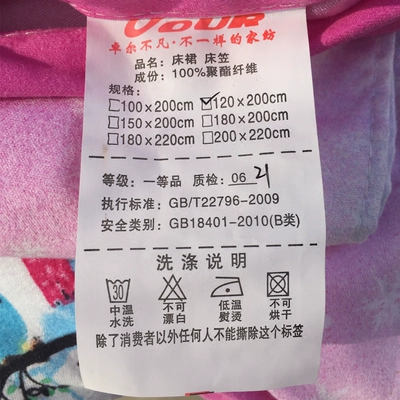 VOUR
卓尔不凡·不一样的家纺
品名：床裙 床笠
成份：100%聚酯纤维
规格：
□100×200cm ☑120×200cm
□150×200cm □180×200cm
□180×220cm □200×220cm
等级：一等品 质检：06
执行标准：GB/T22796-2009
安全类别：GB18401-2010(B类)
洗涤说明
30
中温水洗 不可漂白 低温熨烫 不可烘干
除了消费者以外任何人不能撕除这个标签